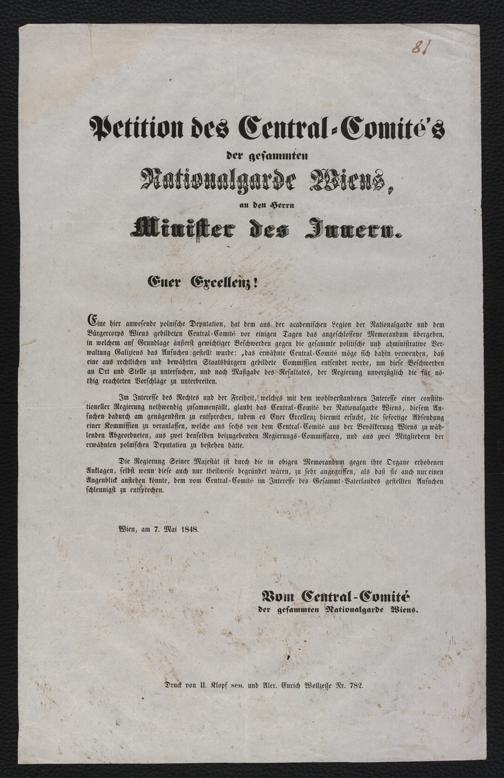 81
Petition des Central-Comité's
der gesammten
Nationalgarde Wiens,
an den Herrn
Minister des Innern.
Euer Excellenz!
Eine hier anwesende polnische Deputation, hat dem aus der academischen Legion der Nationalgarde und dem
Bürgercorps Wiens gebildeten Central-Comité vor einigen Tagen das angeschlossene Memorandum übergeben,
in welchem auf Grundlage äusserst gewichtiger Beschwerden gegen die gesammte politische und administrative Ver-
waltung Galiziens das Ansuchen gestellt wurde: „das erwähnte Central-Comité möge sich dahin verwenden, daß
eine aus rechtlichen und bewährten Staatsbürgern gebildete Commission entsendet werde, um diese Beschwerden
an Ort und Stelle zu untersuchen, und nach Maßgabe des Resultates, der Regierung unverzüglich die für nö-
thig erachteten Vorschläge zu unterbreiten.
Im Interesse des Rechtes und der Freiheit, welches mit dem wohlverstandenen Interesse einer constitu-
tioneller Regierung nothwendig zusammenfällt, glaubt das Central-Comité der Nationalgarde Wiens, diesem An-
suchen dadurch am genügendsten zu entsprechen, indem es Euer Excellenz hiermit ersucht, die sofortige Absendung
einer Kommission zu veranlassen, welche aus sechs von dem Central-Comité aus der Bevölkerung Wiens zu wäh-
lenden Abgeordneten, aus zwei denselben beizugebenden Regierungs-Commissären, und aus zwei Mitgliedern der
erwähnten polnischen Deputation zu bestehen hätte.
Die Regierung Seiner Majestät ist durch die in obigen Memorandum gegen ihre Organe erhobenen
Anklagen, selbst wenn diese auch nur theilweise begründet wären, zu sehr angegriffen, als daß sie auch nur einen
Augenblick anstehen könnte, dem vom Central-Comité im Interesse des Gesammt-Vaterlandes gestellten Ansuchen
schleunigst zu entsprechen.
Wien, am 7. Mai 1848.
Vom Central-Comité
der gesammten Nationalgarde Wiens.
Druck von U. Klopf sen. und Alex. Eurich Wollzeile Nr. 782.